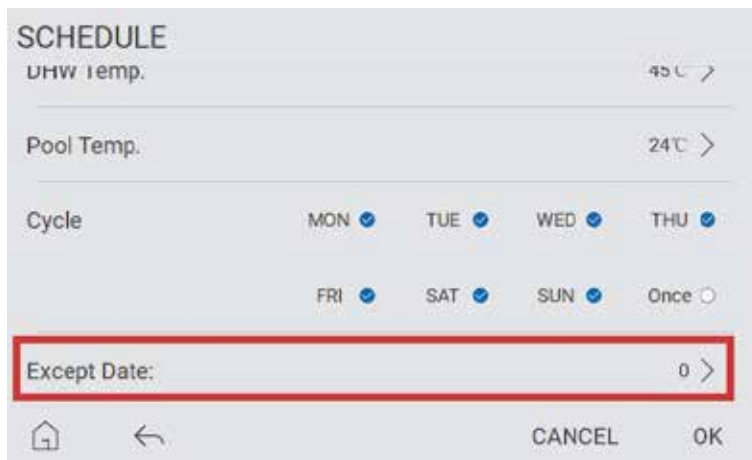 SCHEDULE
DHW Temp. 45℃
Pool Temp. 24℃
Cycle MON TUE WED THU
FRI SAT SUN Once
Except Date: 0
CANCEL OK